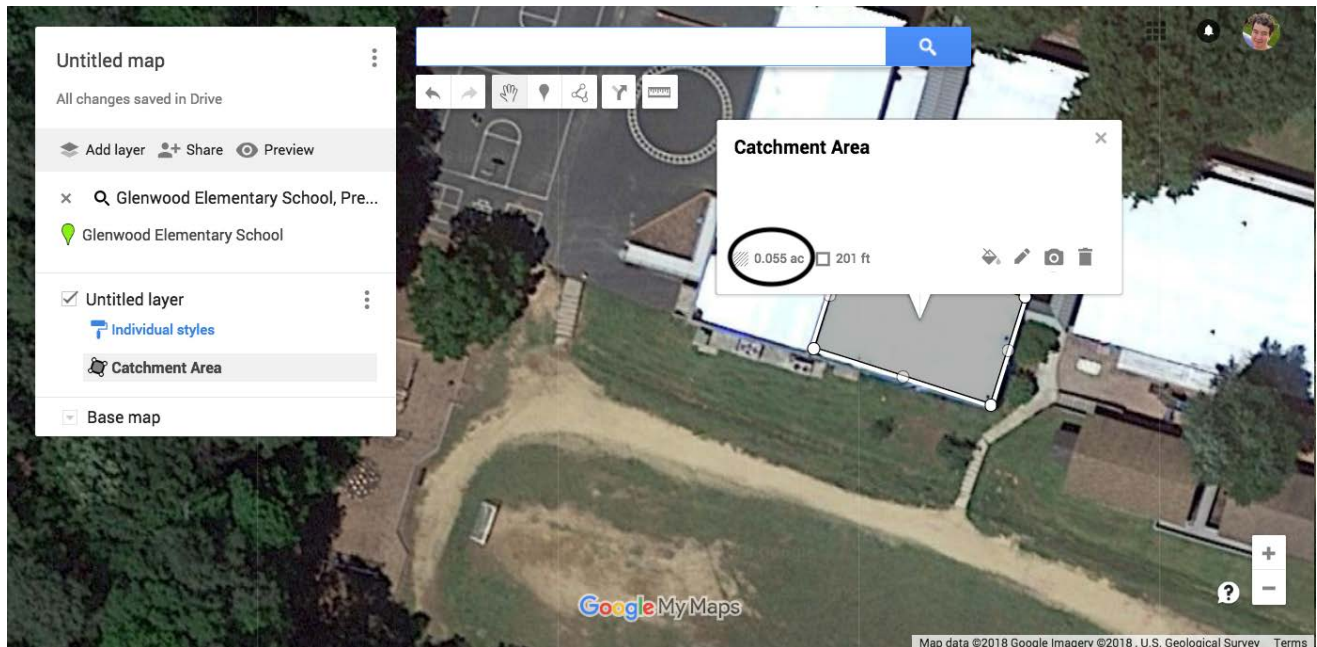 Untitled map
All changes saved in Drive
Add layer Share Preview
Glenwood Elementary School, Pre...
Glenwood Elementary School
Untitled layer
Individual styles
Catchment Area
Base map
Catchment Area
0.055 ac 201 ft
Google My Maps
Map data ©2018 Google Imagery ©2018 , U.S. Geological Survey Terms